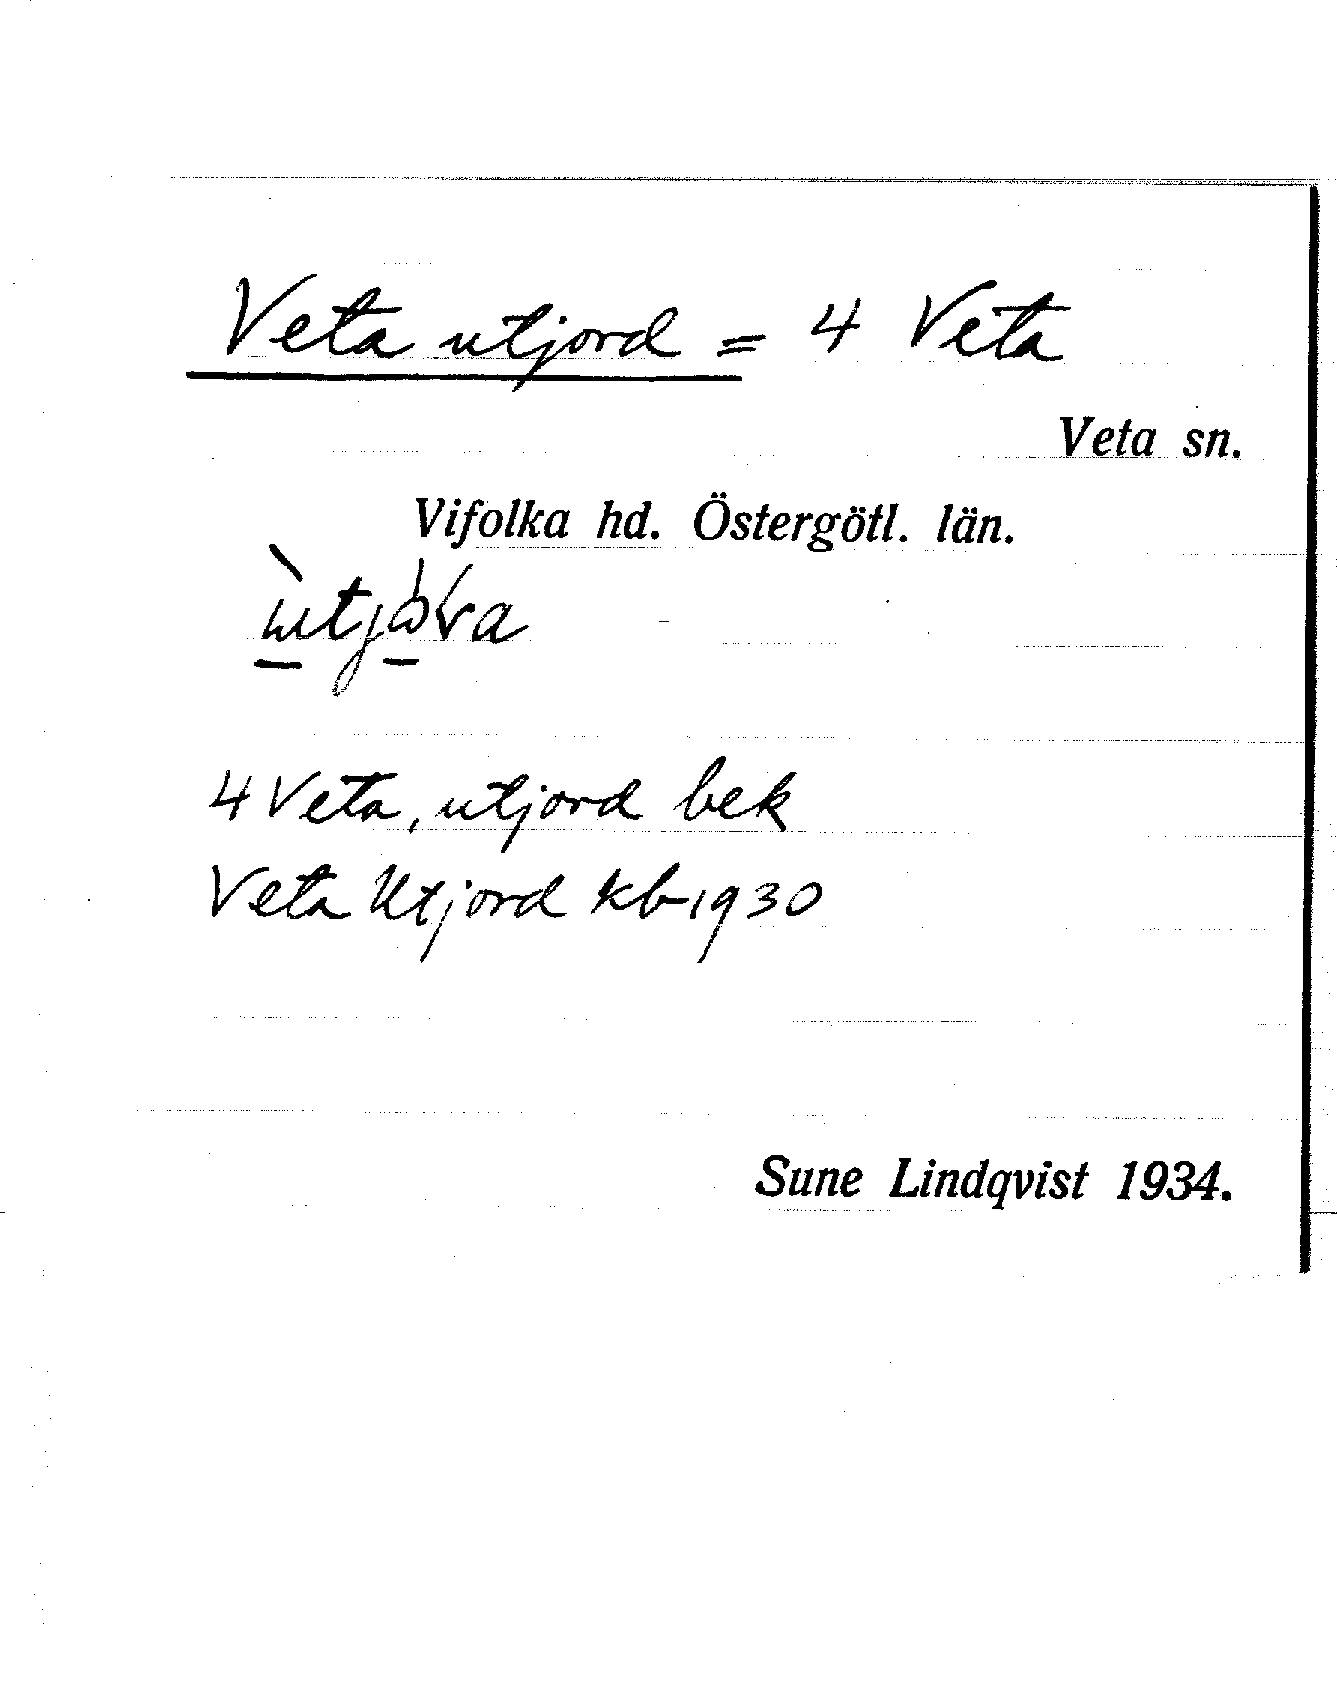 Veta utjord = 4 Veta
Veta sn.
Vifolka hd. Östergötl. län.
4 Veta, utjord bek
Veta Utjord kb 1930
Sune Lindqvist 1934.